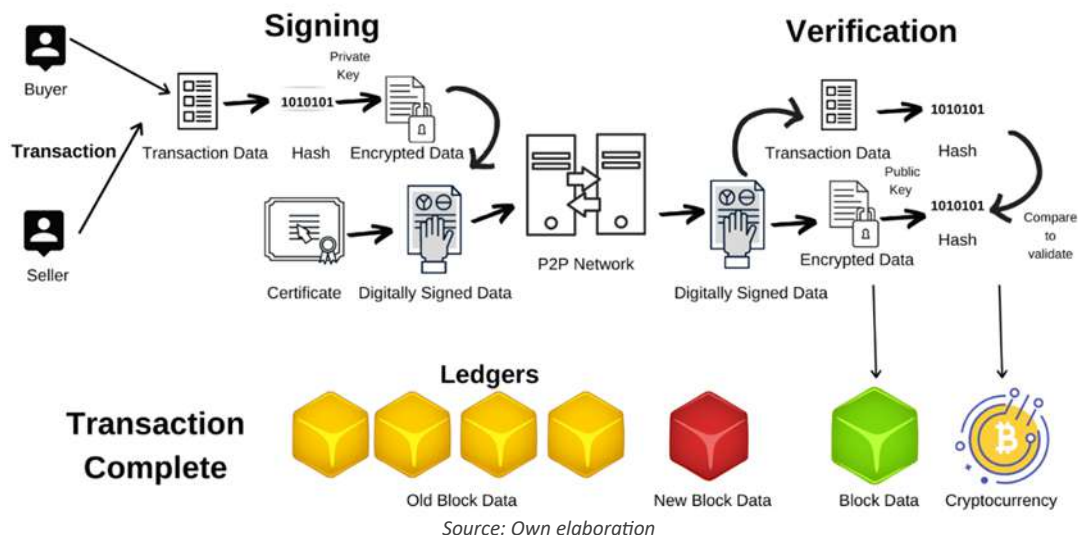 Signing
Verification
Buyer
Transaction
Seller
Transaction Data
1010101
Hash
Private
Key
Encrypted Data
Certificate
Digitally Signed Data
P2P Network
Digitally Signed Data
Transaction Data
1010101
Hash
Encrypted Data
Public
Key
1010101
Hash
Compare
to
validate
Transaction
Complete
Ledgers
Old Block Data
New Block Data
Block Data
Cryptocurrency
Source: Own elaboration